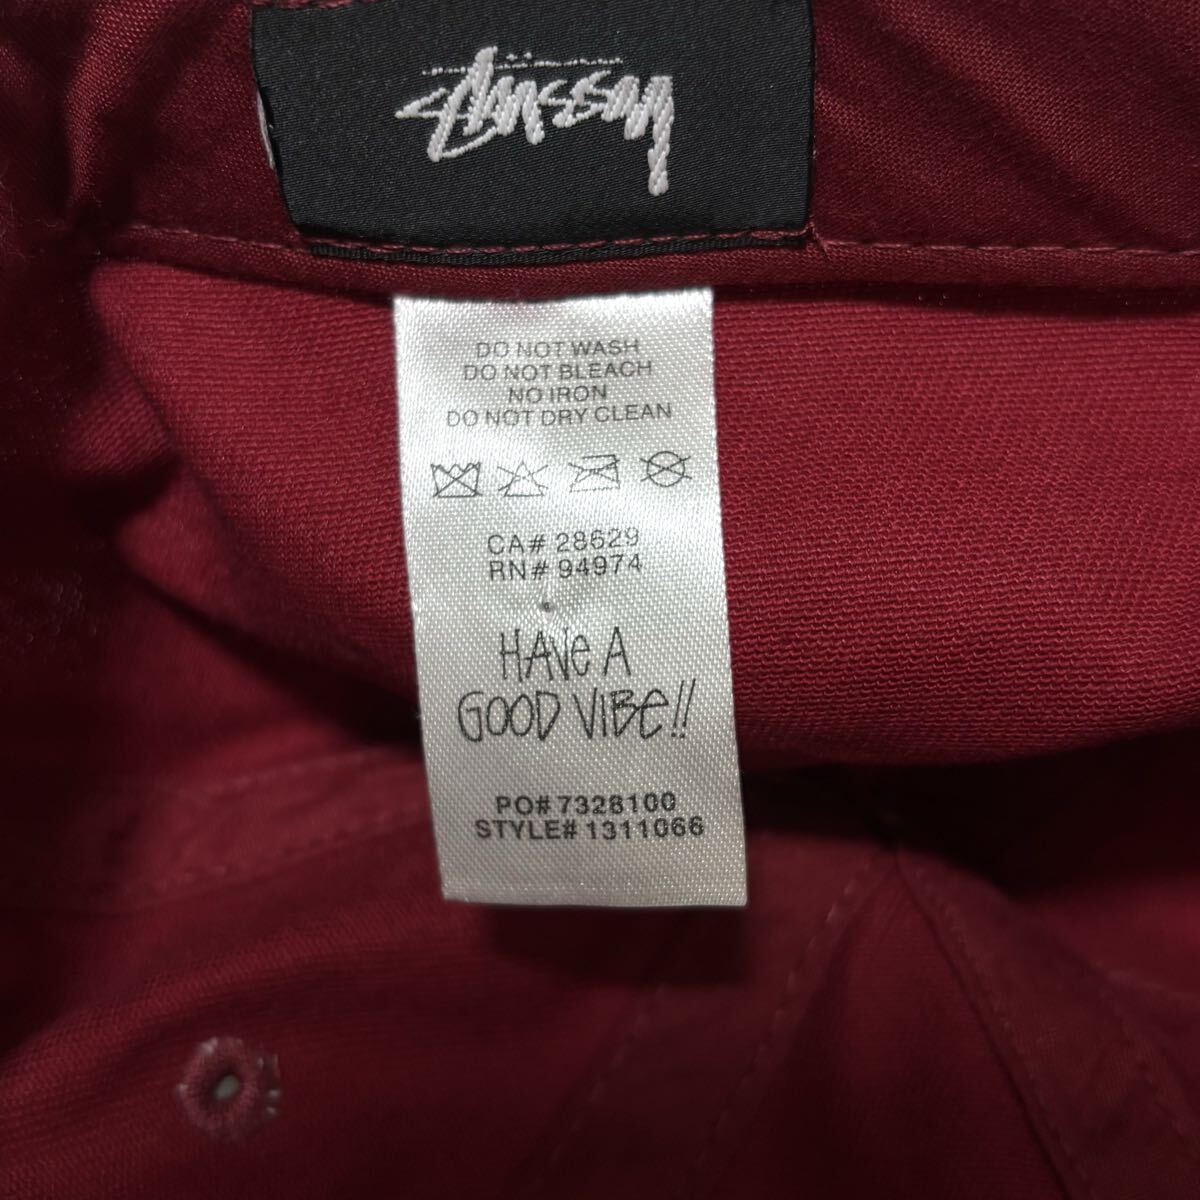 Stüssy
DO NOT WASH
DO NOT BLEACH
NO IRON
DO NOT DRY CLEAN
CA# 28629
RN# 94974
HAVe A
GOOD VIBe!!
PO# 7328100
STYLE# 1311066